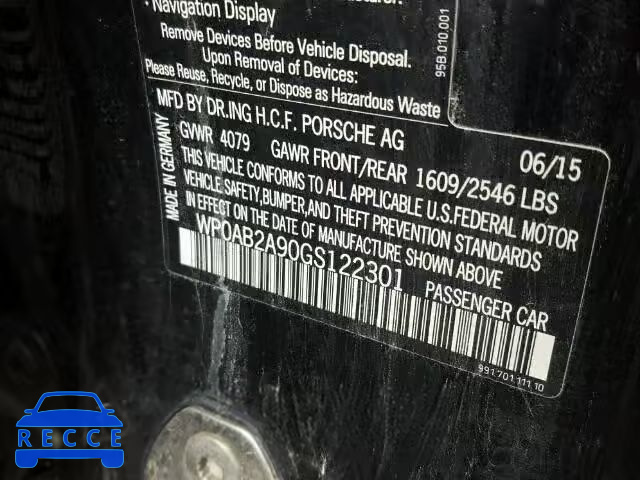 Navigation Display
Remove Devices Before Vehicle Disposal.
Upon Removal of Devices:
Please Reuse, Recycle, or Dispose as Hazardous Waste
95B.010.001
MFD BY DR.ING H.C.F. PORSCHE AG
06/15
MADE IN GERMANY
GVWR 4079 GAWR FRONT/REAR 1609/2546 LBS
THIS VEHICLE CONFORMS TO ALL APPLICABLE U.S.FEDERAL MOTOR
VEHICLE SAFETY,BUMPER,AND THEFT PREVENTION STANDARDS
IN EFFECT ON THE DATE OF MANUFACTURE SHOWN ABOVE
WP0AB2A90GS122301 PASSENGER CAR
991.701.111.10
RECCE